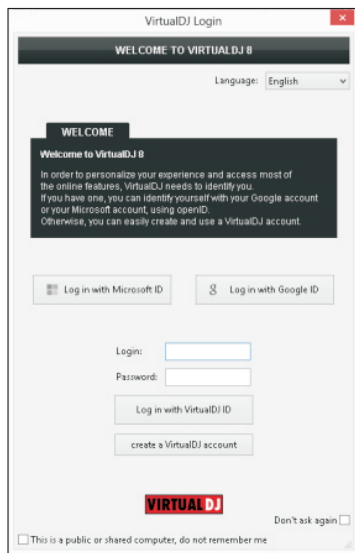 VirtualDJ Login
WELCOME TO VIRTUALDJ 8
Language: English
WELCOME
Welcome to VirtualDJ 8
In order to personalize your experience and access most of
the online features, VirtualDJ needs to identify you.
If you have one, you can identify yourself with your Google account
or your Microsoft account, using openID.
Otherwise, you can easily create and use a VirtualDJ account.
Log in with Microsoft ID
g Log in with Google ID
Login:
Password:
Log in with VirtualDJ ID
create a VirtualDJ account
VIRTUAL DJ
Don't ask again
This is a public or shared computer, do not remember me